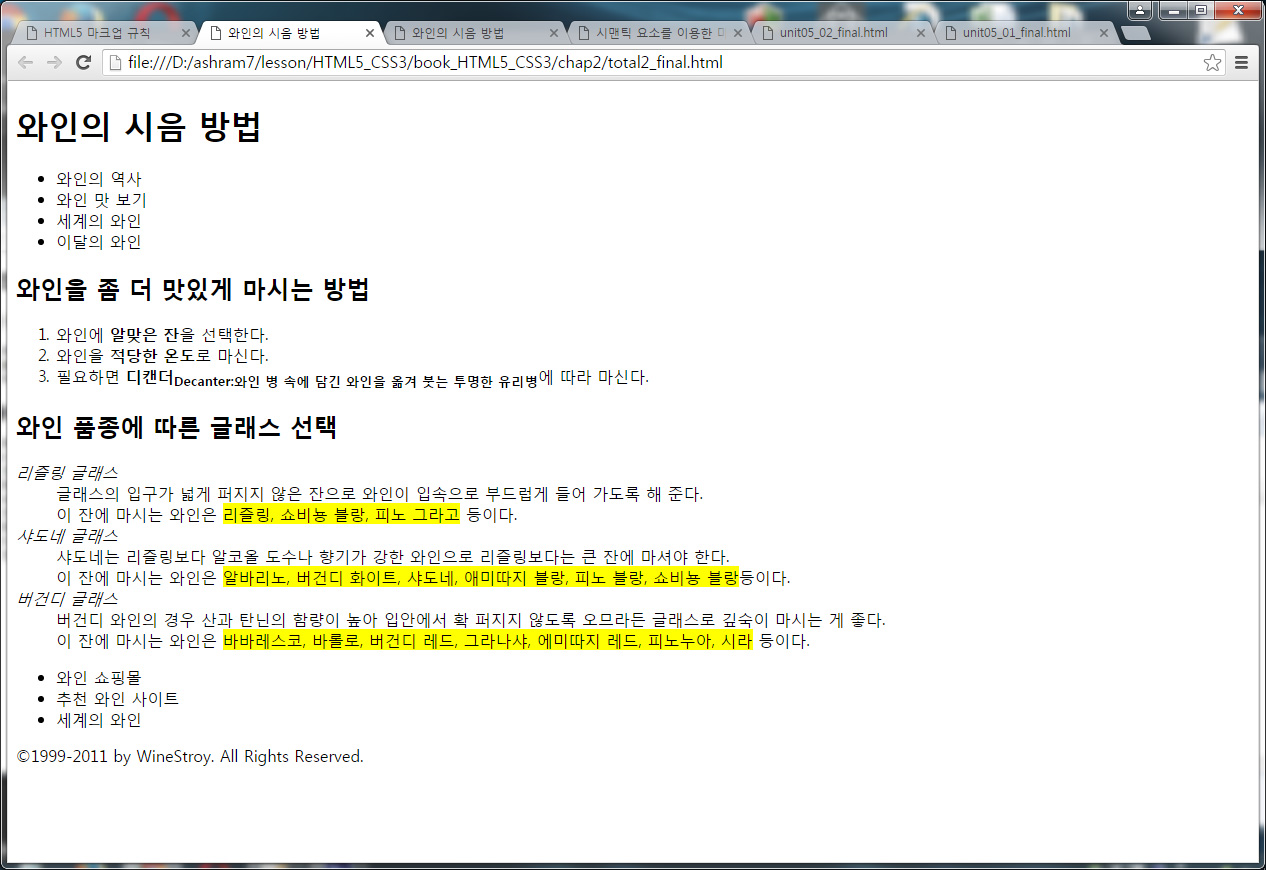 HTML5 마크업 규칙
와인의 시음 방법
와인의 시음 방법
시맨틱 요소를 이용한
unit05_02_final.html
unit05_01_final.html
file:///D:/ashram7/lesson/HTML5_CSS3/book_HTML5_CSS3/chap2/total2_final.html
와인의 시음 방법
• 와인의 역사
• 와인 맛 보기
• 세계의 와인
• 이달의 와인
와인을 좀 더 맛있게 마시는 방법
1. 와인에 알맞은 잔을 선택한다.
2. 와인을 적당한 온도로 마신다.
3. 필요하면 디캔더Decanter:와인 병 속에 담긴 와인을 옮겨 붓는 투명한 유리병에 따라 마신다.
와인 품종에 따른 글래스 선택
리즐링 글래스
글래스의 입구가 넓게 퍼지지 않은 잔으로 와인이 입속으로 부드럽게 들어 가도록 해 준다.
이 잔에 마시는 와인은 리즐링, 쇼비뇽 블랑, 피노 그라고 등이다.
샤도네 글래스
샤도네는 리즐링보다 알코올 도수나 향기가 강한 와인으로 리즐링보다는 큰 잔에 마셔야 한다.
이 잔에 마시는 와인은 알바리노, 버건디 화이트, 샤도네, 애미따지 블랑, 피노 블랑, 쇼비뇽 블랑등이다.
버건디 글래스
버건디 와인의 경우 산과 탄닌의 함량이 높아 입안에서 확 퍼지지 않도록 오므라든 글래스로 깊숙이 마시는 게 좋다.
이 잔에 마시는 와인은 바바레스코, 바롤로, 버건디 레드, 그라나샤, 에미따지 레드, 피노누아, 시라 등이다.
• 와인 쇼핑몰
• 추천 와인 사이트
• 세계의 와인
©1999-2011 by WineStroy. All Rights Reserved.